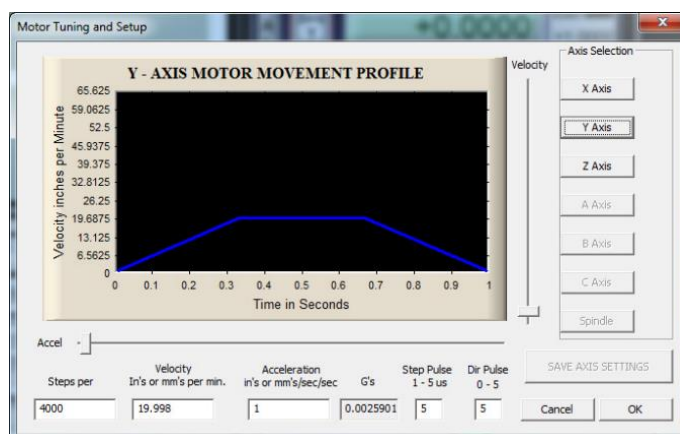 Motor Tuning and Setup
+0.0000
Y - AXIS MOTOR MOVEMENT PROFILE
Velocity inches per Minute
65.625
59.0625
52.5
45.9375
39.375
32.8125
26.25
19.6875
13.125
6.5625
0
0 0.1 0.2 0.3 0.4 0.5 0.6 0.7 0.8 0.9 1
Time in Seconds
Velocity
Axis Selection
X Axis
Y Axis
Z Axis
A Axis
B Axis
C Axis
Spindle
Accel
Steps per
4000
Velocity
In's or mm's per min.
19.998
Acceleration
in's or mm's/sec/sec
1
G's
0.0025901
Step Pulse
1 - 5 us
5
Dir Pulse
0 - 5
5
SAVE AXIS SETTINGS
Cancel OK